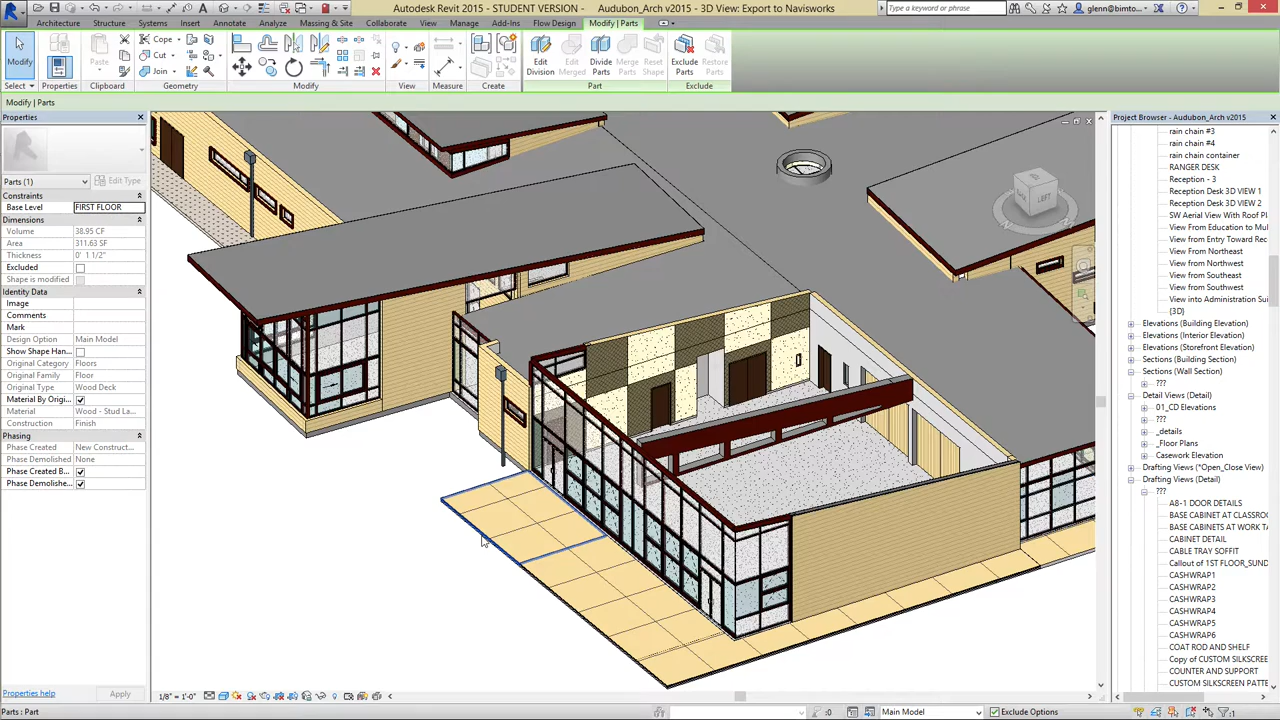 Autodesk Revit 2015 - STUDENT VERSION - Audubon_Arch v2015 - 3D View: Export to Navisworks
Type a keyword or phrase
glenn@bimto...
Architecture Structure Systems Insert Annotate Analyze Massing & Site Collaborate View Manage Add-Ins Flow Design Modify | Parts
Modify
Paste
Cope
Cut
Join
Edit Division
Edit Merged
Divide Parts
Merge Parts
Reset Shape
Exclude Parts
Restore Parts
Select Properties Clipboard Geometry Modify View Measure Create Part Exclude
Modify | Parts
Properties
Parts (1)
Edit Type
Constraints
Base Level FIRST FLOOR
Dimensions
Volume 38.95 CF
Area 311.63 SF
Thickness 0' 1 1/2"
Excluded
Shape is modified
Identity Data
Image
Comments
Mark
Design Option Main Model
Show Shape Han...
Original Category Floors
Original Family Floor
Original Type Wood Deck
Material By Origi...
Material Wood - Stud La...
Construction Finish
Phasing
Phase Created New Construct...
Phase Demolished None
Phase Created B...
Phase Demolishe...
Properties help
Apply
LEFT
Project Browser - Audubon_Arch v2015
rain chain #3
rain chain #4
rain chain container
RANGER DESK
Reception - 3
Reception Desk 3D VIEW 1
Reception Desk 3D VIEW 2
SW Aerial View With Roof Pl
View From Education to Mu
View from Entry Toward Rec
View from Northwest
View from Southeast
View from Southwest
View into Administration Sui
{3D}
Elevations (Building Elevation)
Elevations (Interior Elevation)
Elevations (Storefront Elevation)
Sections (Building Section)
Sections (Wall Section)
???
Detail Views (Detail)
01_CD Elevations
???
_details
_Floor Plans
Casework Elevation
Drafting Views (*Open_Close View)
Drafting Views (Detail)
???
A8-1 DOOR DETAILS
BASE CABINET AT CLASSROO
BASE CABINETS AT WORK TA
CABINET DETAIL
CABLE TRAY SOFFIT
Callout of 1ST FLOOR_SUND
CASHWRAP1
CASHWRAP2
CASHWRAP3
CASHWRAP4
CASHWRAP5
CASHWRAP6
COAT ROD AND SHELF
Copy of CUSTOM SILKSCREE
COUNTER AND SUPPORT
CUSTOM SILKSCREEN PATTE
1/8" = 1'-0"
Parts : Part
:0
Main Model
Exclude Options
:1